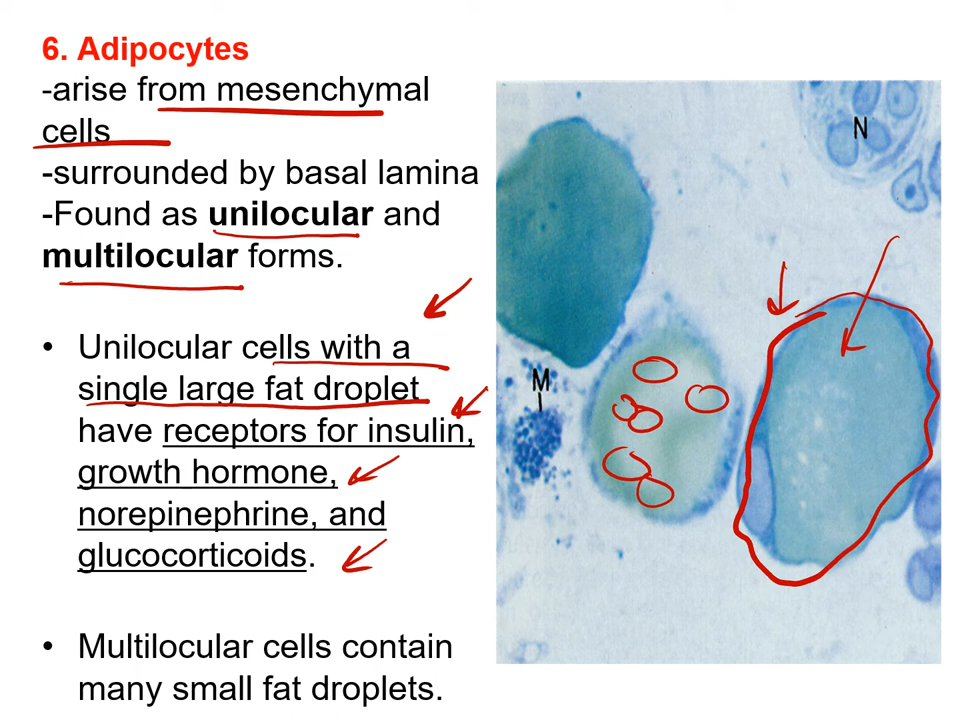 6. Adipocytes
-arise from mesenchymal
cells
-surrounded by basal lamina
-Found as unilocular and
multilocular forms.
• Unilocular cells with a
single large fat droplet
have receptors for insulin,
growth hormone,
norepinephrine, and
glucocorticoids.
• Multilocular cells contain
many small fat droplets.
N
M